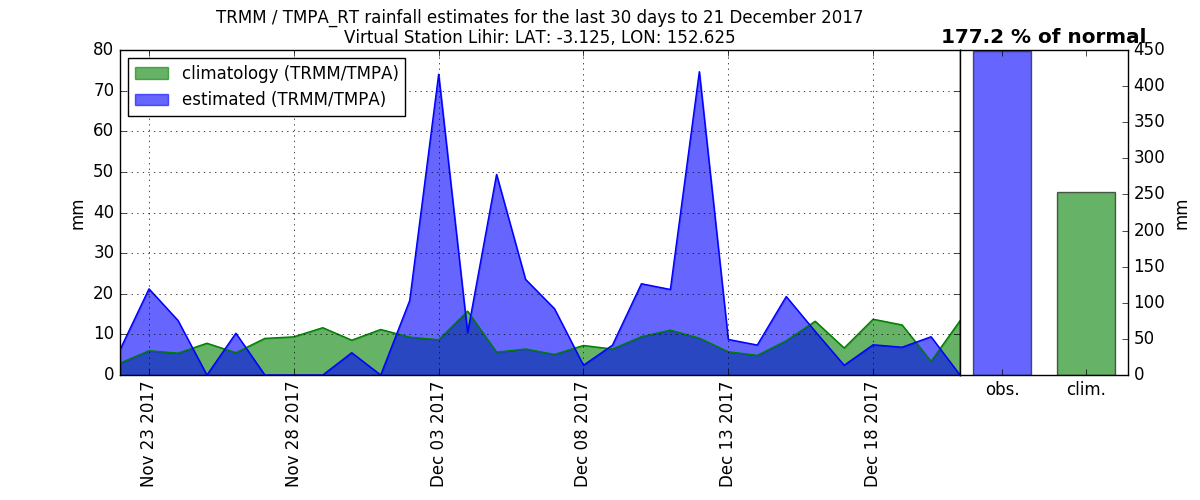 TRMM / TMPA_RT rainfall estimates for the last 30 days to 21 December 2017
Virtual Station Lihir: LAT: -3.125, LON: 152.625
177.2 % of normal
climatology (TRMM/TMPA)
estimated (TRMM/TMPA)
80
70
60
50
40
30
20
10
0
mm
Nov 23 2017
Nov 28 2017
Dec 03 2017
Dec 08 2017
Dec 13 2017
Dec 18 2017
obs.
clim.
450
400
350
300
250
200
150
100
50
0
mm